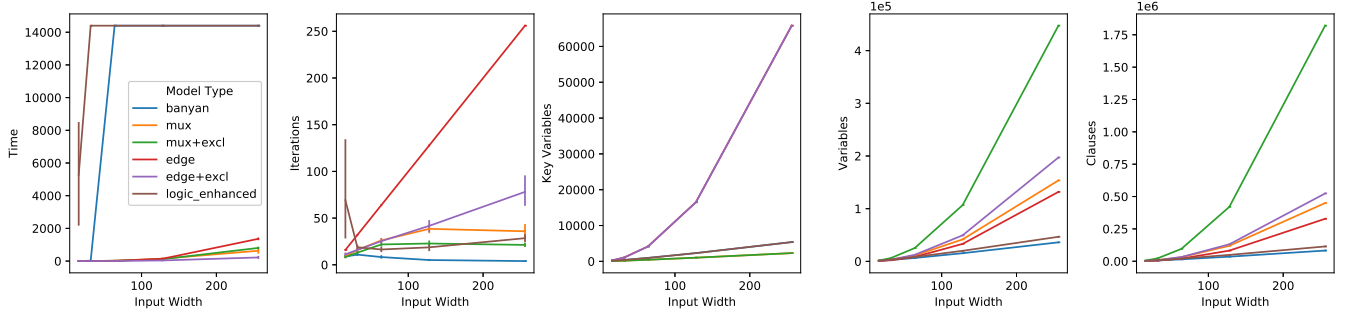 Time
14000
12000
10000
8000
6000
4000
2000
0
100
200
Input Width
Model Type
banyan
mux
mux+excl
edge
edge+excl
logic_enhanced
Iterations
250
200
150
100
50
0
100
200
Input Width
Key Variables
60000
50000
40000
30000
20000
10000
0
100
200
Input Width
1e5
Variables
4
3
2
1
0
100
200
Input Width
1e6
Clauses
1.75
1.50
1.25
1.00
0.75
0.50
0.25
0.00
100
200
Input Width